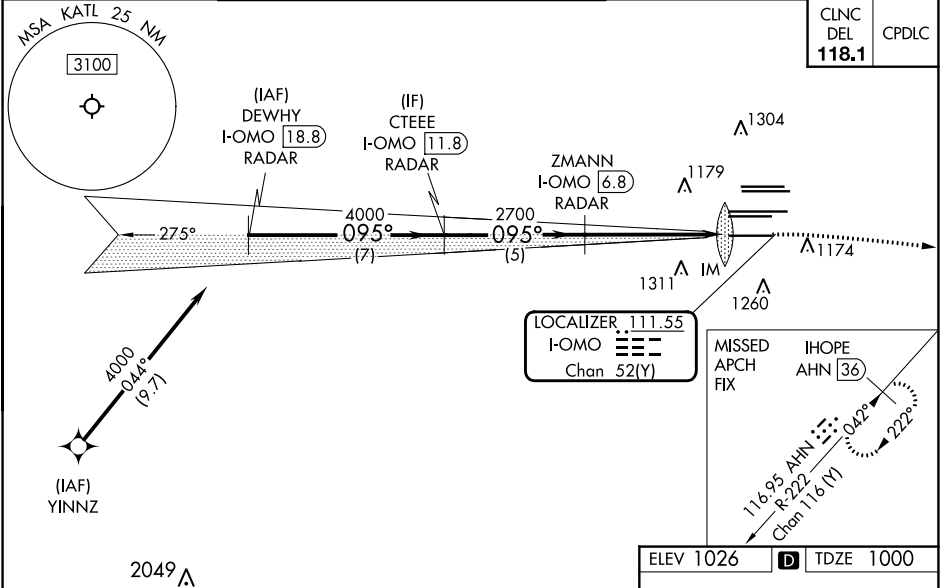 MSA KATL 25 NM
3100
CLNC
DEL
118.1
CPDLC
(IAF)
DEWHY
I-OMO 18.8
RADAR
(IF)
CTEEE
I-OMO 11.8
RADAR
ZMANN
I-OMO 6.8
RADAR
1304
1179
275°
4000
095°
(7)
2700
095°
(5)
1174
1311
IM
1260
LOCALIZER 111.55
I-OMO
Chan 52(Y)
4000
044°
(9.7)
(IAF)
YINNZ
MISSED
APCH
FIX
IHOPE
AHN 36
042°
222°
116.95 AHN
R-222
Chan 116 (Y)
2049
ELEV 1026 D TDZE 1000